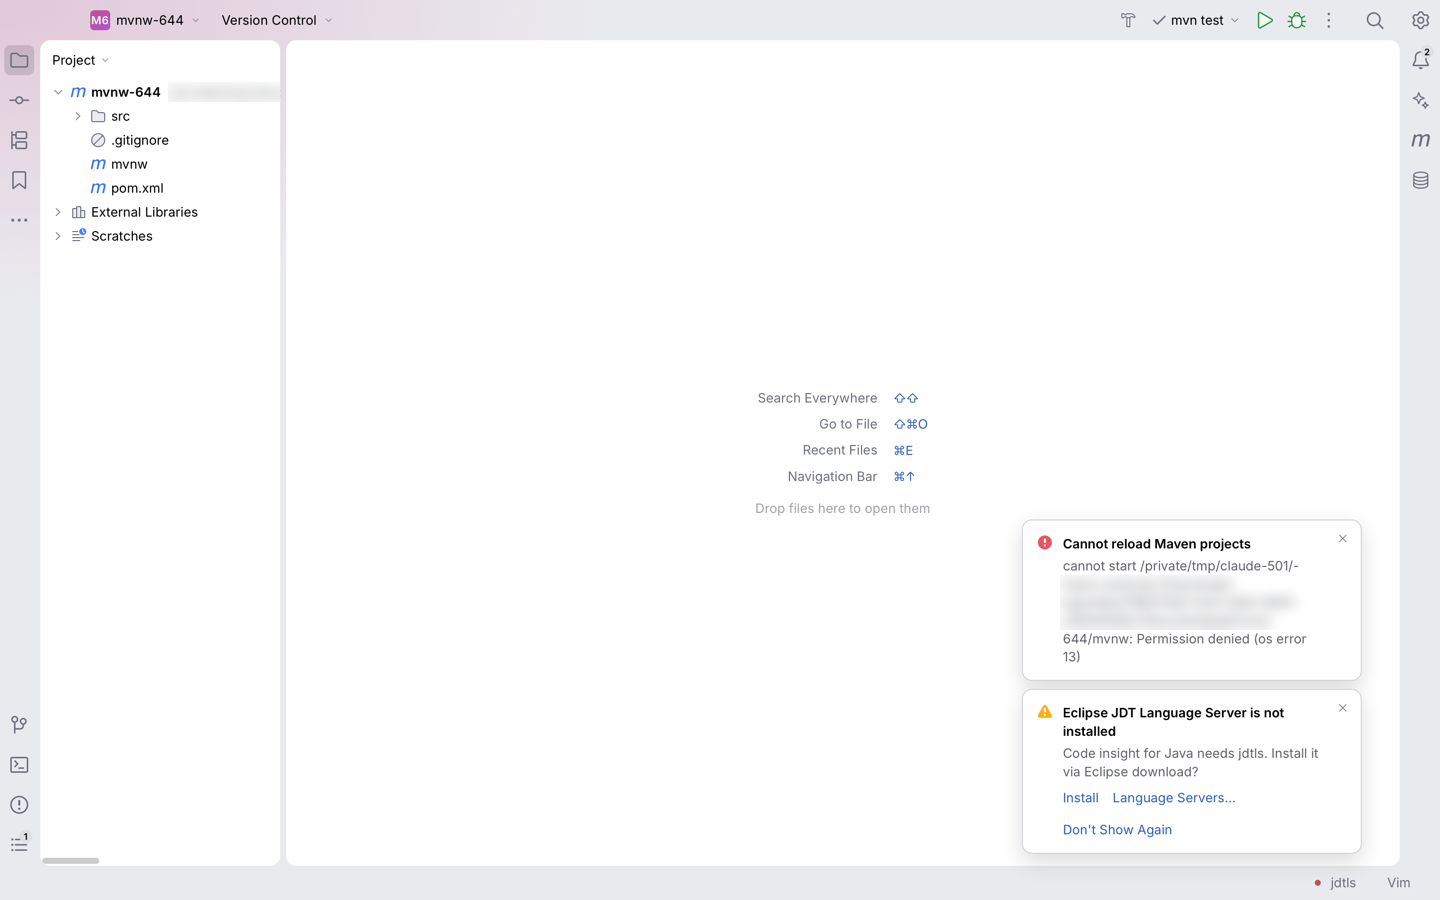 M6 mvnw-644
Version Control
mvn test
2
Project
m mvnw-644
src
.gitignore
m mvnw
m pom.xml
External Libraries
Scratches
m
Search Everywhere ⇧⇧
Go to File ⇧⌘O
Recent Files ⌘E
Navigation Bar ⌘↑
Drop files here to open them
Cannot reload Maven projects
cannot start /private/tmp/claude-501/-
644/mvnw: Permission denied (os error
13)
Eclipse JDT Language Server is not
installed
Code insight for Java needs jdtls. Install it
via Eclipse download?
Install Language Servers...
Don't Show Again
1
jdtls
Vim